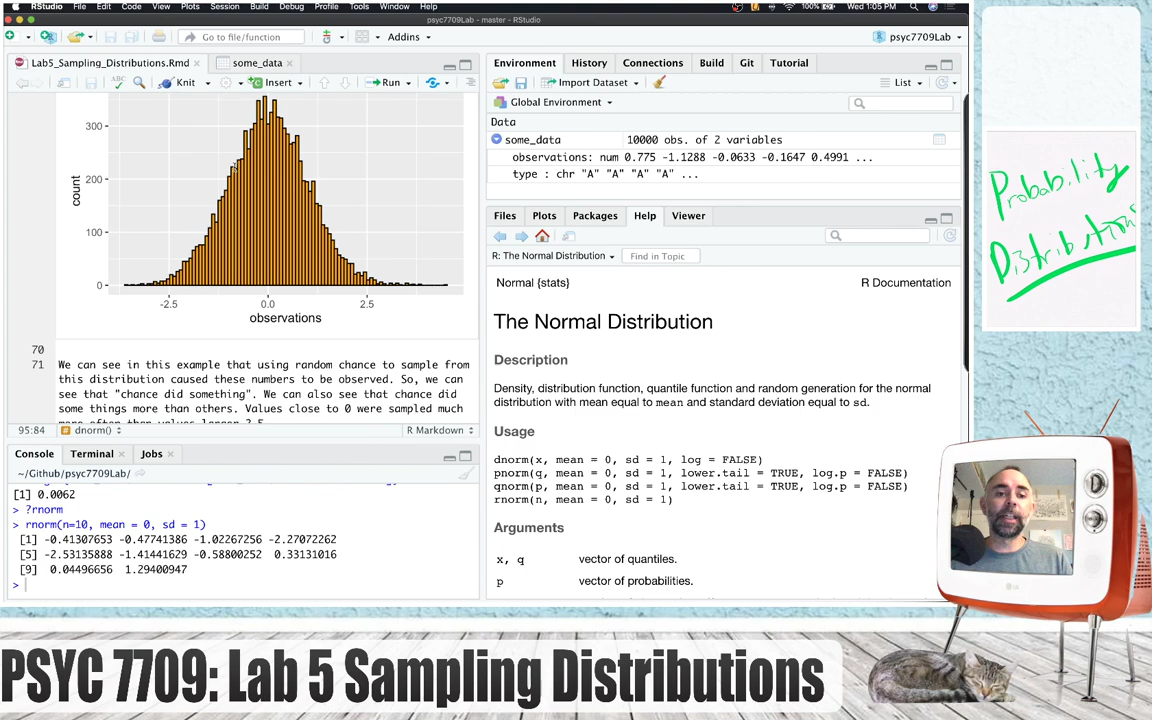 RStudio File Edit Code View Plots Session Build Debug Profile Tools Window Help 100% Wed 1:05 PM
psyc7709Lab - master - RStudio
Go to file/function Addins psyc7709Lab
Lab5_Sampling_Distributions.Rmd some_data
ABC Knit Insert Run
300
200
100
0
count
-2.5 0.0 2.5
observations
70
71 We can see in this example that using random chance to sample from
this distribution caused these numbers to be observed. So, we can
see that "chance did something". We can also see that chance did
some things more than others. Values close to 0 were sampled much
more often than values larger 2.5
95:84 dnorm() R Markdown
Console Terminal Jobs
~/Github/psyc7709Lab/
[1] 0.0062
> ?rnorm
> rnorm(n=10, mean = 0, sd = 1)
[1] -0.41307653 -0.47741386 -1.02267256 -2.27072262
[5] -2.53135888 -1.41441629 -0.58800252 0.33131016
[9] 0.04496656 1.29400947
>
Environment History Connections Build Git Tutorial
Import Dataset List
Global Environment
Data
some_data 10000 obs. of 2 variables
observations: num 0.775 -1.1288 -0.0633 -0.1647 0.4991 ...
type : chr "A" "A" "A" "A" ...
Files Plots Packages Help Viewer
R: The Normal Distribution Find in Topic
Normal {stats} R Documentation
The Normal Distribution
Description
Density, distribution function, quantile function and random generation for the normal
distribution with mean equal to mean and standard deviation equal to sd.
Usage
dnorm(x, mean = 0, sd = 1, log = FALSE)
pnorm(q, mean = 0, sd = 1, lower.tail = TRUE, log.p = FALSE)
qnorm(p, mean = 0, sd = 1, lower.tail = TRUE, log.p = FALSE)
rnorm(n, mean = 0, sd = 1)
Arguments
x, q vector of quantiles.
p vector of probabilities.
Probability
Distributions
LG
PSYC 7709: Lab 5 Sampling Distributions